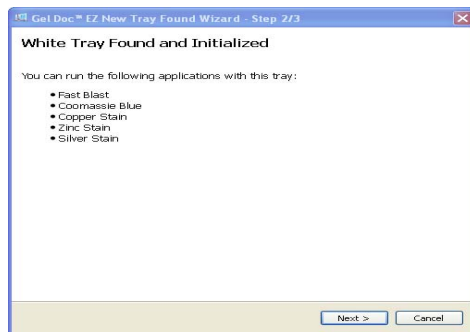 Gel Doc™ EZ New Tray Found Wizard - Step 2/3
White Tray Found and Initialized
You can run the following applications with this tray:
• Fast Blast
• Coomassie Blue
• Copper Stain
• Zinc Stain
• Silver Stain
Next > Cancel